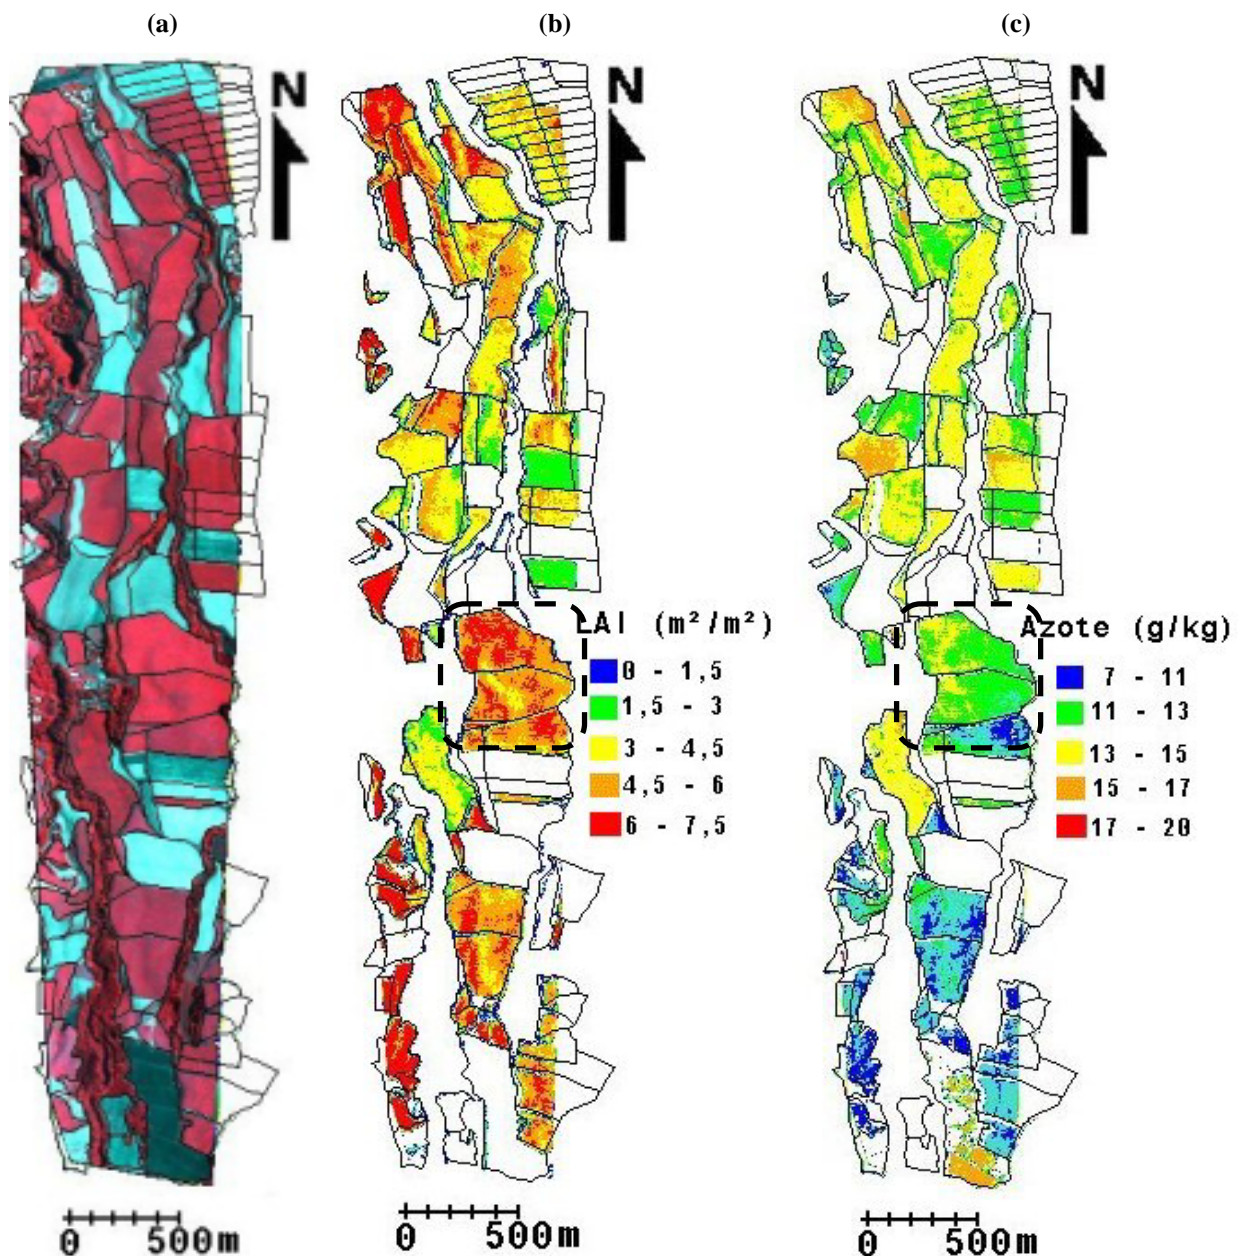 (a) (b) (c)
N N N
LAI (m²/m²)
0 - 1,5
1,5 - 3
3 - 4,5
4,5 - 6
6 - 7,5
Azote (g/kg)
7 - 11
11 - 13
13 - 15
15 - 17
17 - 20
0 500m 0 500m 0 500m